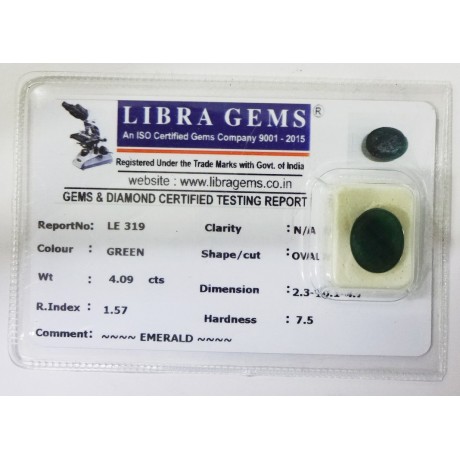 LIBRA GEMS ®
An ISO Certified Gems Company 9001 - 2015
Registered Under the Trade Marks with Govt. of India
website : www.libragems.co.in
GEMS & DIAMOND CERTIFIED TESTING REPORT
ReportNo: LE 319 Clarity : N/A
Colour : GREEN Shape/cut : OVAL
Wt : 4.09 cts Dimension :
R.Index : 1.57 Hardness : 7.5
Comment: ~~~~ EMERALD ~~~~